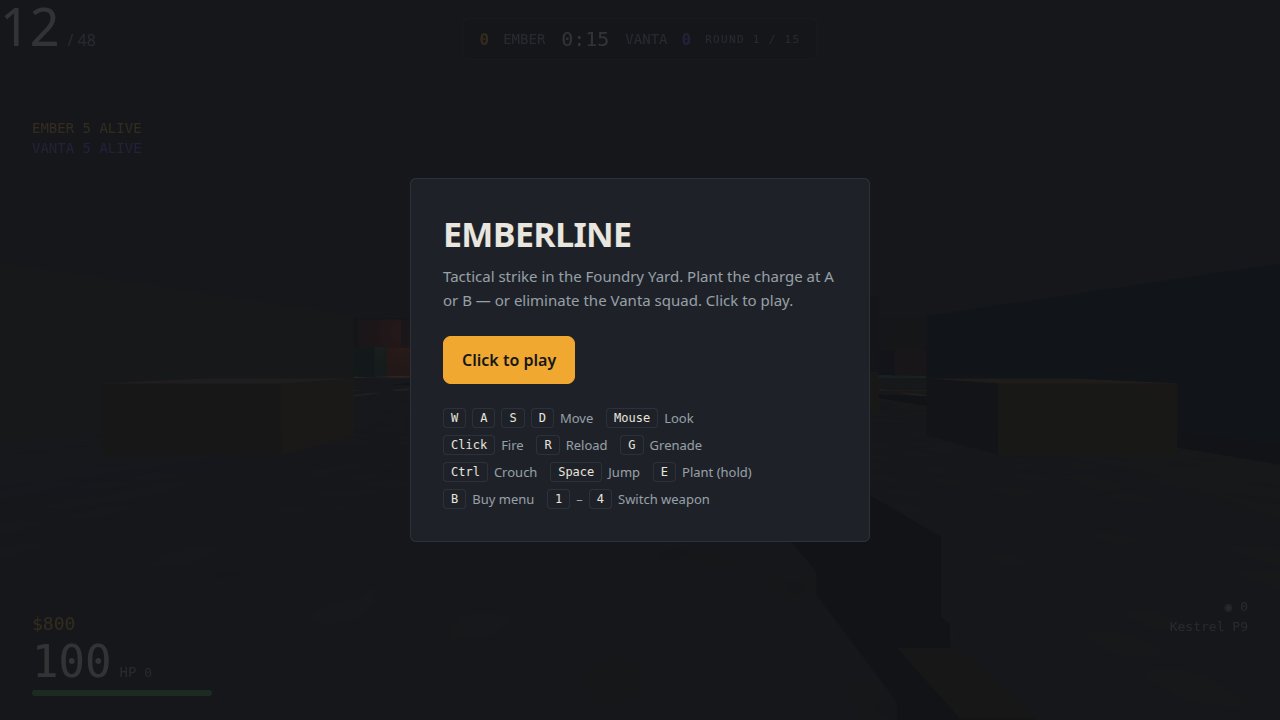 12 / 48
0 EMBER 0:15 VANTA 0 ROUND 1 / 15
EMBER 5 ALIVE
VANTA 5 ALIVE
EMBERLINE
Tactical strike in the Foundry Yard. Plant the charge at A
or B — or eliminate the Vanta squad. Click to play.
Click to play
W A S D Move Mouse Look
Click Fire R Reload G Grenade
Ctrl Crouch Space Jump E Plant (hold)
B Buy menu 1 – 4 Switch weapon
$800
100 HP 0
◉ 0
Kestrel P9